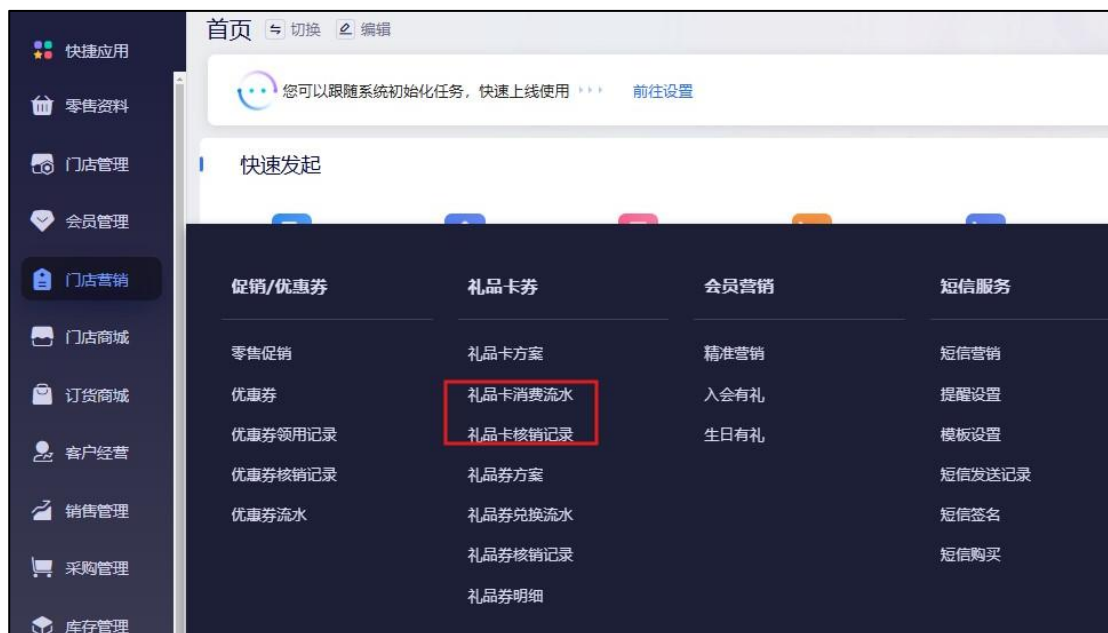 首页 切换 编辑
快捷应用
您可以跟随系统初始化任务，快速上线使用 前往设置
零售资料
门店管理
快速发起
会员管理
门店营销
门店商城
订货商城
客户经营
销售管理
采购管理
库存管理
促销/优惠券
零售促销
优惠券
优惠券领用记录
优惠券核销记录
优惠券流水
礼品卡券
礼品卡方案
礼品卡消费流水
礼品卡核销记录
礼品券方案
礼品券兑换流水
礼品券核销记录
礼品券明细
会员营销
精准营销
入会有礼
生日有礼
短信服务
短信营销
提醒设置
模板设置
短信发送记录
短信签名
短信购买